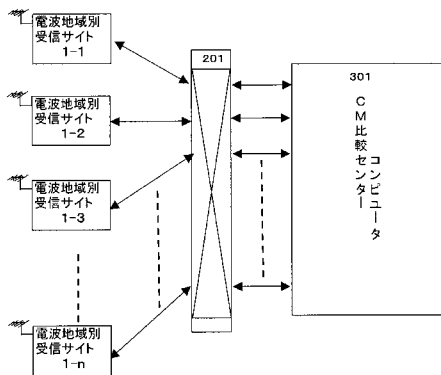 電波地域別
受信サイト
1-1
電波地域別
受信サイト
1-2
電波地域別
受信サイト
1-3
電波地域別
受信サイト
1-n
201
301
CM比較センター
コンピュータ